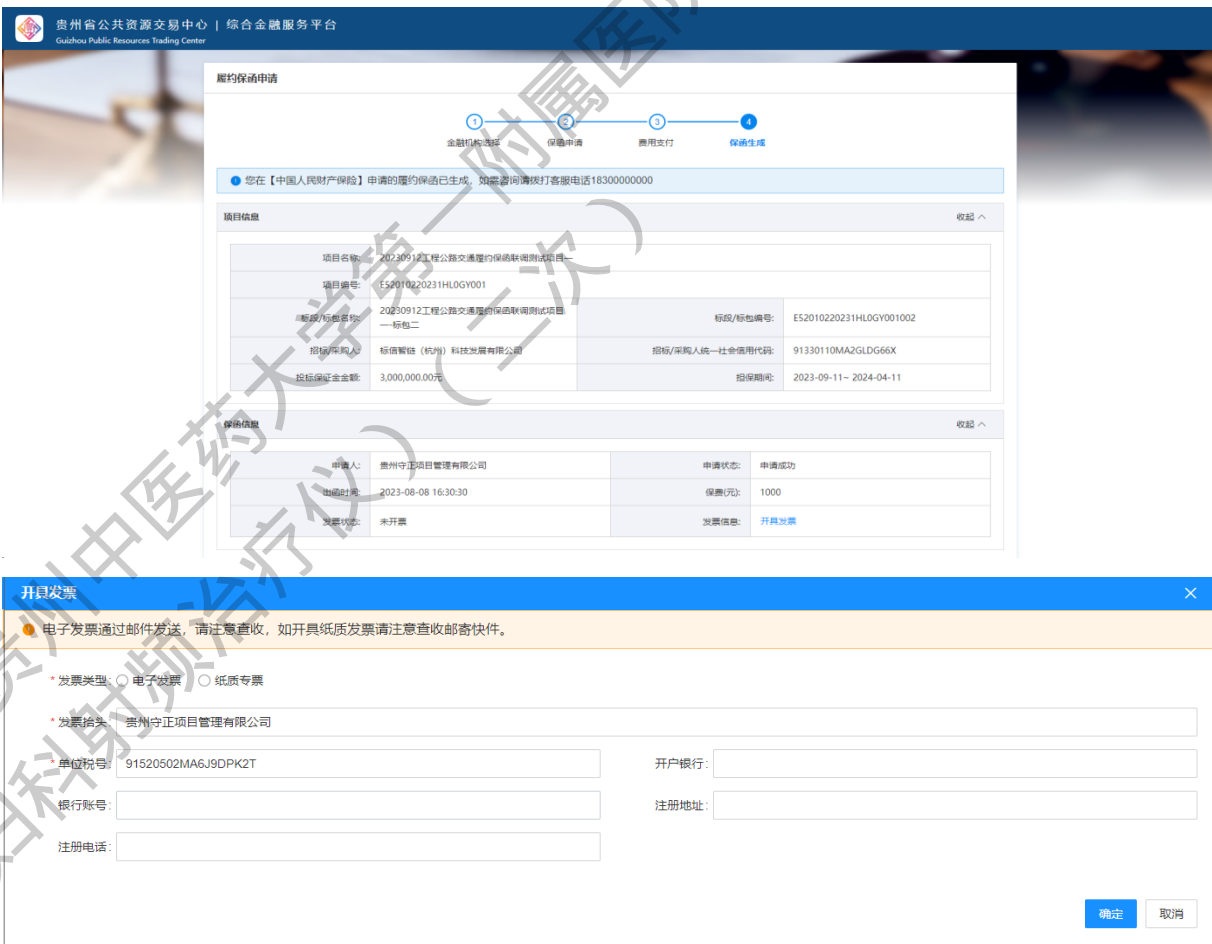 贵州省公共资源交易中心 | 综合金融服务平台
Guizhou Public Resources Trading Center
履约保函申请
1 2 3 4
金融机构选择 保函申请 费用支付 保函生成
您在【中国人民财产保险】申请的履约保函已生成，如需咨询请拨打客服电话18300000000
项目信息 收起
项目名称: 20230912工程公路交通履约保函联调测试项目一
项目编号: E52010220231HL0GY001
标段/标包名称: 20230912工程公路交通履约保函联调测试项目
一-标包二 标段/标包编号: E52010220231HL0GY001002
招标/采购人: 标信智链（杭州）科技发展有限公司 招标/采购人统一社会信用代码: 91330110MA2GLDG66X
投标保证金金额: 3,000,000.00元 担保期间: 2023-09-11~ 2024-04-11
保函信息 收起
申请人: 贵州守正项目管理有限公司 申请状态: 申请成功
出函时间: 2023-08-08 16:30:30 保费(元): 1000
发票状态: 未开票 发票信息: 开具发票
开具发票
电子发票通过邮件发送，请注意查收，如开具纸质发票请注意查收邮寄快件。
*发票类型: 电子发票 纸质专票
*发票抬头: 贵州守正项目管理有限公司
*单位税号: 91520502MA6J9DPK2T 开户银行:
银行账号: 注册地址:
注册电话:
确定 取消
贵州中医药大学第一附属医院
妇科射频治疗仪）（二次）